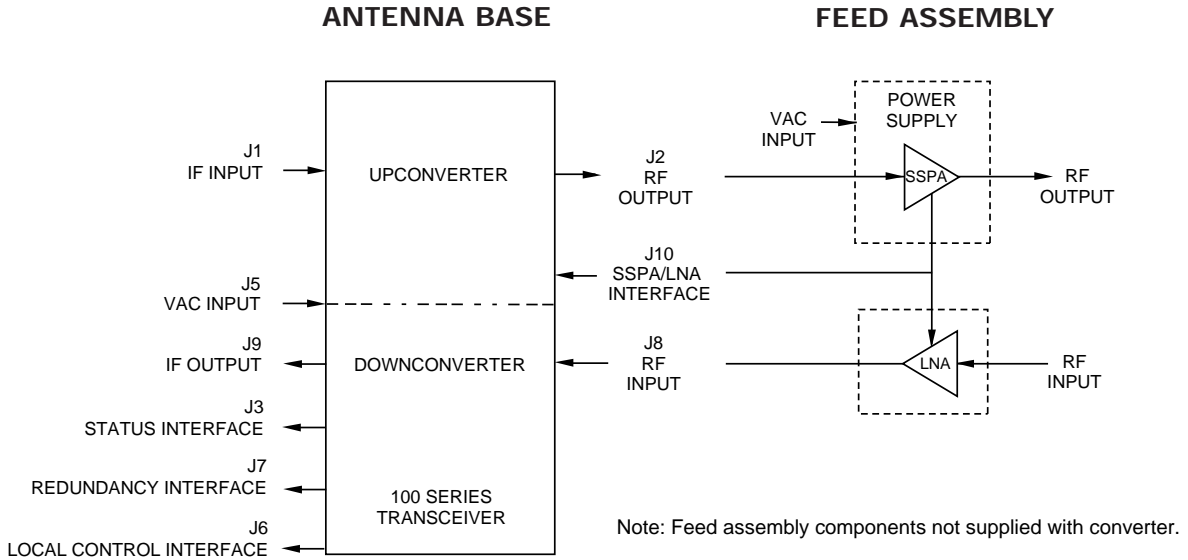 ANTENNA BASE
FEED ASSEMBLY
J1
IF INPUT
UPCONVERTER
J2
RF
OUTPUT
VAC
INPUT
POWER
SUPPLY
SSPA
RF
OUTPUT
J10
SSPA/LNA
INTERFACE
J5
VAC INPUT
J9
IF OUTPUT
DOWNCONVERTER
J8
RF
INPUT
LNA
RF
INPUT
J3
STATUS INTERFACE
J7
REDUNDANCY INTERFACE
100 SERIES
TRANSCEIVER
J6
LOCAL CONTROL INTERFACE
Note: Feed assembly components not supplied with converter.